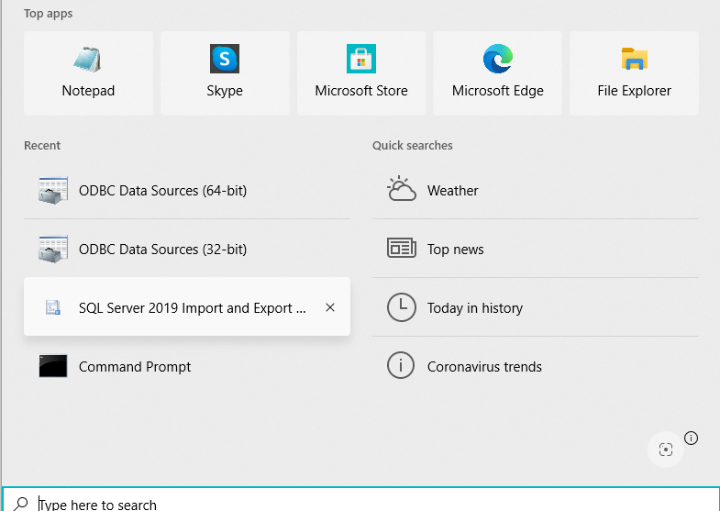 Top apps
Notepad
Skype
Microsoft Store
Microsoft Edge
File Explorer
Recent
ODBC Data Sources (64-bit)
ODBC Data Sources (32-bit)
SQL Server 2019 Import and Export ...
Command Prompt
Quick searches
Weather
Top news
Today in history
Coronavirus trends
Type here to search